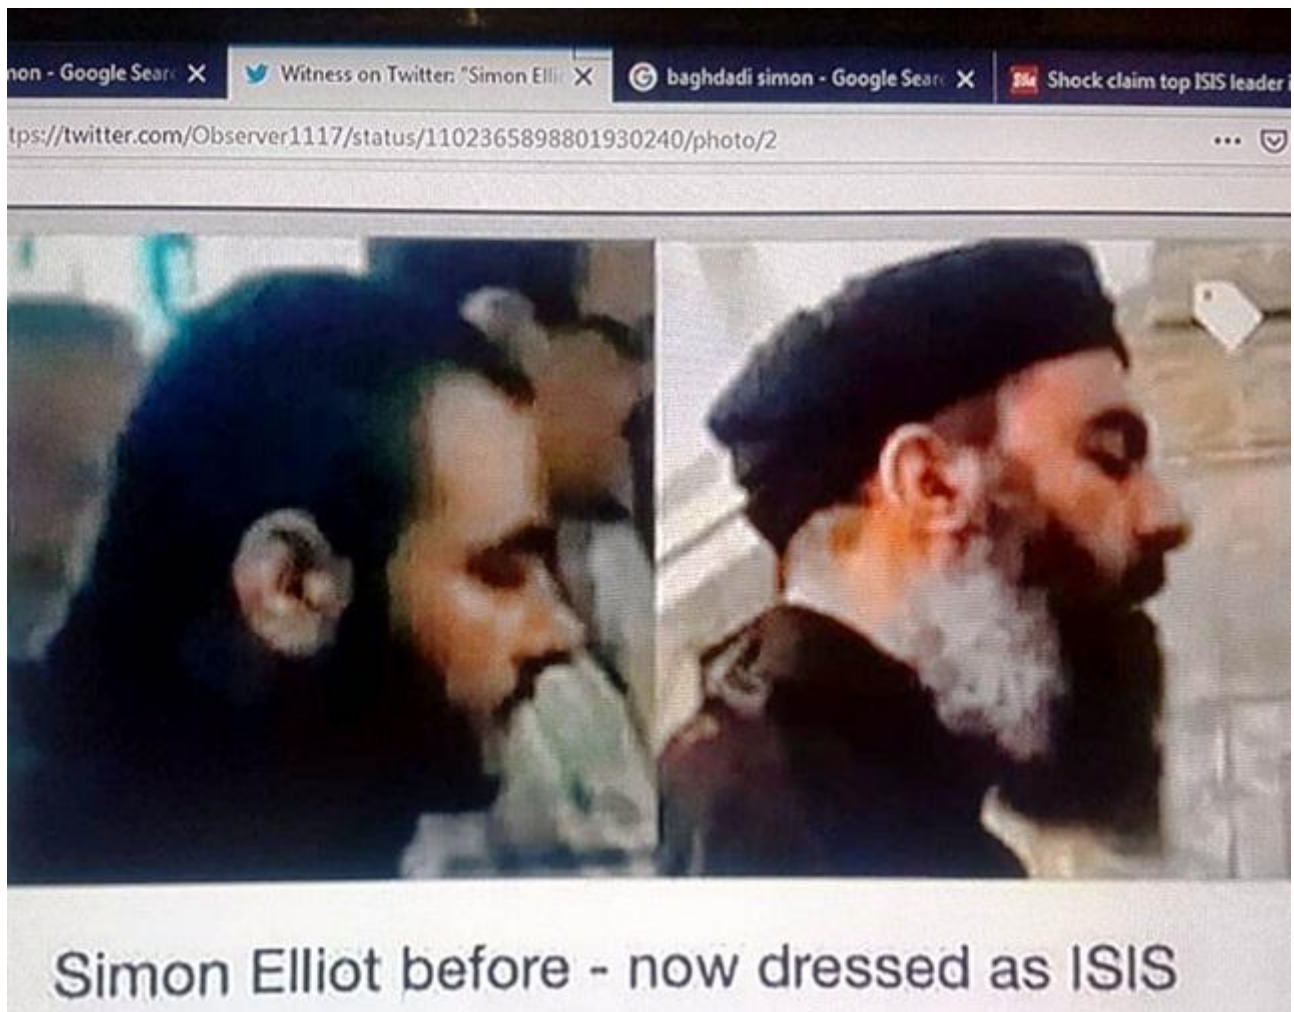 non - Google Sear
Witness on Twitter: "Simon Elli
baghdadi simon - Google Sear
Shock claim top ISIS leader i
tps://twitter.com/Observer1117/status/1102365898801930240/photo/2
Simon Elliot before - now dressed as ISIS